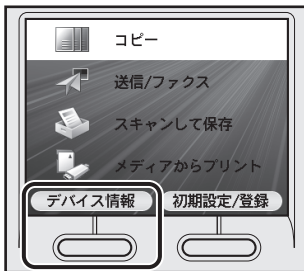 コピー
送信/ファクス
スキャンして保存
メディアからプリント
デバイス情報 初期設定/登録